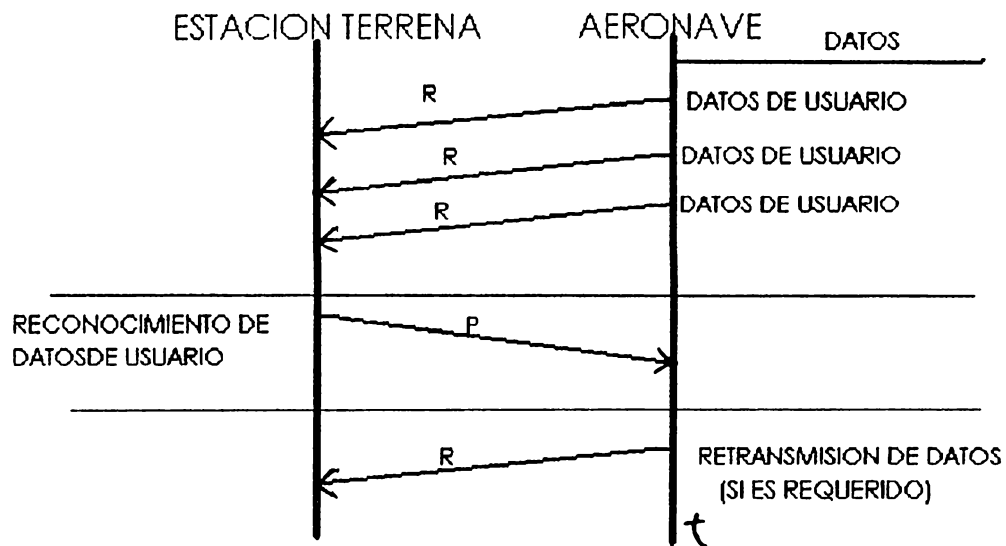 ESTACION TERRENA
AERONAVE
DATOS
R
DATOS DE USUARIO
R
DATOS DE USUARIO
R
DATOS DE USUARIO
RECONOCIMIENTO DE
DATOSDE USUARIO
P
R
RETRANSMISION DE DATOS
(SI ES REQUERIDO)
t